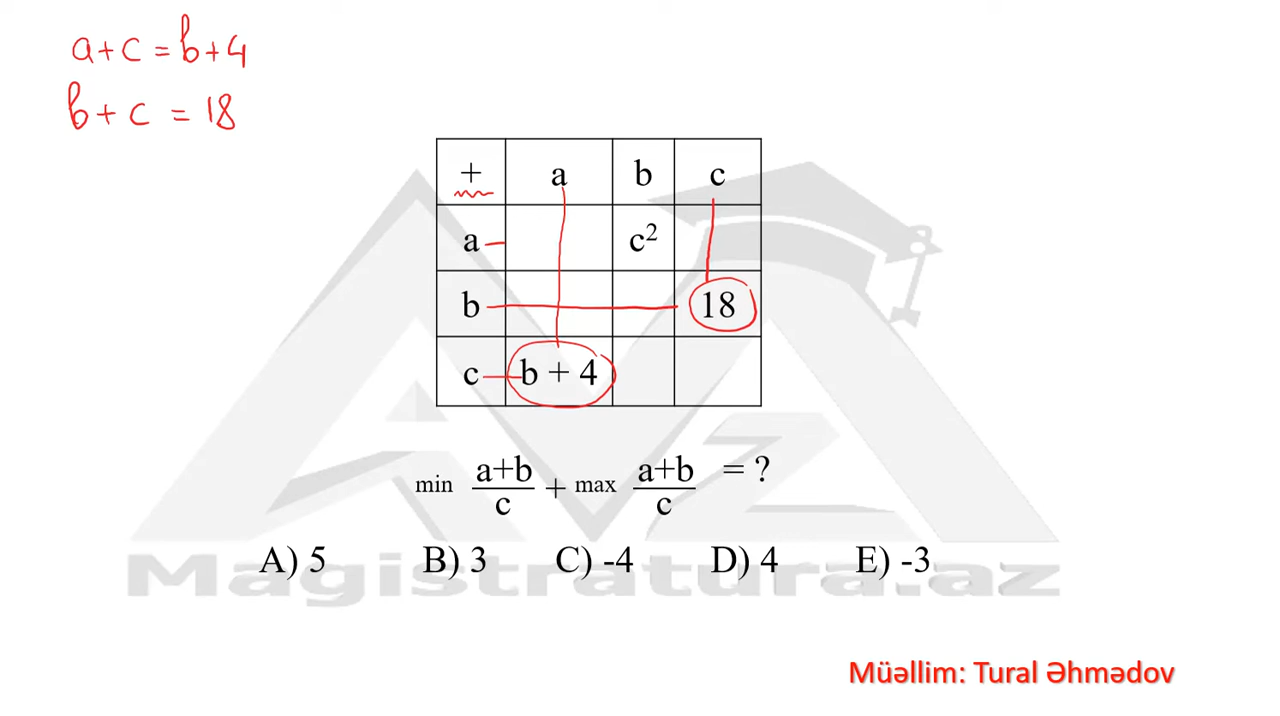 a+c=b+4
b+c=18
+ a b c
a c²
b 18
c b + 4
min a+b/c + max a+b/c = ?
A) 5 B) 3 C) -4 D) 4 E) -3
Magistratura.az
Müəllim: Tural Əhmədov